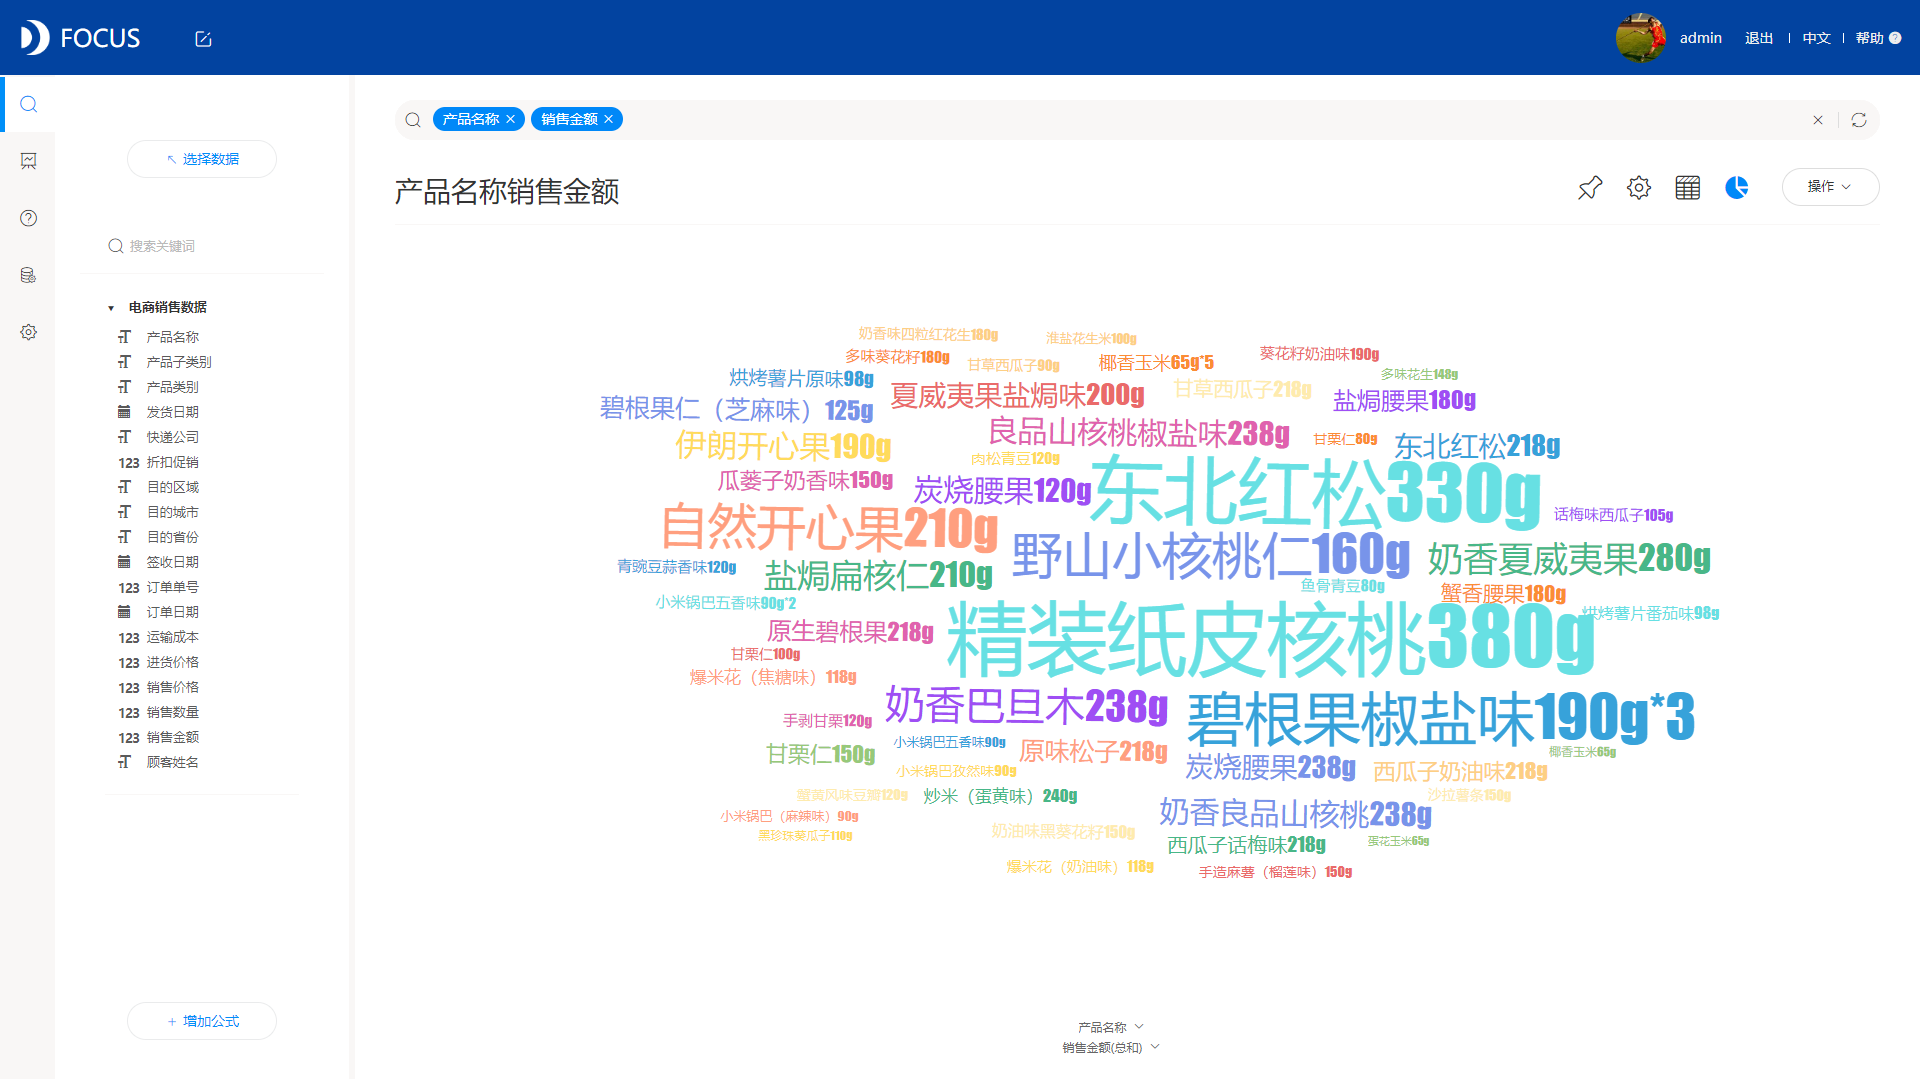 FOCUS
admin 退出 中文 帮助
选择数据
搜索关键词
电商销售数据
产品名称
产品子类别
产品类别
发货日期
快递公司
123 折扣促销
目的区域
目的城市
目的省份
签收日期
123 订单单号
订单日期
123 运输成本
123 进货价格
123 销售价格
123 销售数量
123 销售金额
顾客姓名
+ 增加公式
产品名称 × 销售金额 ×
产品名称销售金额
操作
奶香味四粒红花生180g
淮盐花生米100g
多味葵花籽180g
甘草西瓜子90g
椰香玉米65g*5
葵花籽奶油味190g
烘烤薯片原味98g
夏威夷果盐焗味200g
甘草西瓜子218g
多味花生148g
碧根果仁（芝麻味）125g
盐焗腰果180g
伊朗开心果190g
良品山核桃椒盐味238g
甘栗仁80g
东北红松218g
肉松青豆120g
瓜蒌子奶香味150g
炭烧腰果120g
东北红松330g
话梅味西瓜子105g
自然开心果210g
野山小核桃仁160g
奶香夏威夷果280g
青豌豆蒜香味120g
盐焗扁核仁210g
鱼骨青豆80g
蟹香腰果180g
小米锅巴五香味90g*2
烘烤薯片番茄味98g
原生碧根果218g
精装纸皮核桃380g
甘栗仁100g
爆米花（焦糖味）118g
奶香巴旦木238g
碧根果椒盐味190g*3
手剥甘栗120g
小米锅巴五香味90g
原味松子218g
椰香玉米65g
甘栗仁150g
炭烧腰果238g
西瓜子奶油味218g
小米锅巴孜然味90g
蟹黄风味豆瓣120g
炒米（蛋黄味）240g
沙拉薯条150g
小米锅巴（麻辣味）90g
奶香良品山核桃238g
黑珍珠葵瓜子110g
奶油味黑葵花籽150g
西瓜子话梅味218g
蛋花玉米65g
爆米花（奶油味）118g
手造麻薯（榴莲味）150g
产品名称
销售金额(总和)